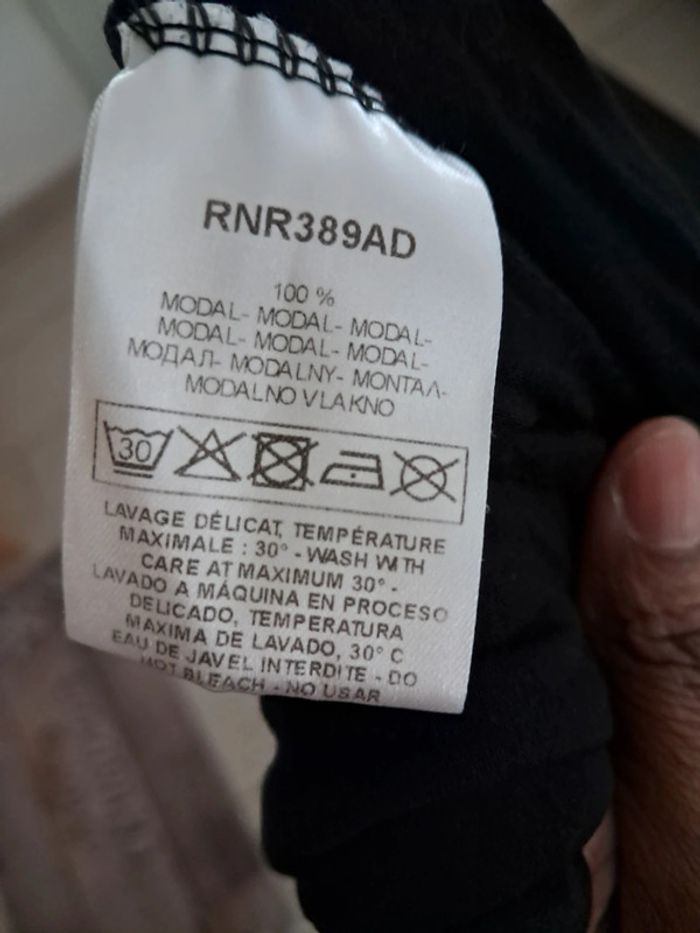 RNR389AD
100 %
MODAL- MODAL- MODAL-
MODAL- MODAL- MODAL-
МОДАЛ- MODALNY- MONTAΛ-
MODALNO VLAKNO
30
LAVAGE DÉLICAT, TEMPÉRATURE
MAXIMALE : 30° - WASH WITH
CARE AT MAXIMUM 30° -
LAVADO A MÁQUINA EN PROCESO
DELICADO, TEMPERATURA
MAXIMA DE LAVADO, 30° C
EAU DE JAVEL INTERDITE - DO
NOT BLEACH - NO USAR